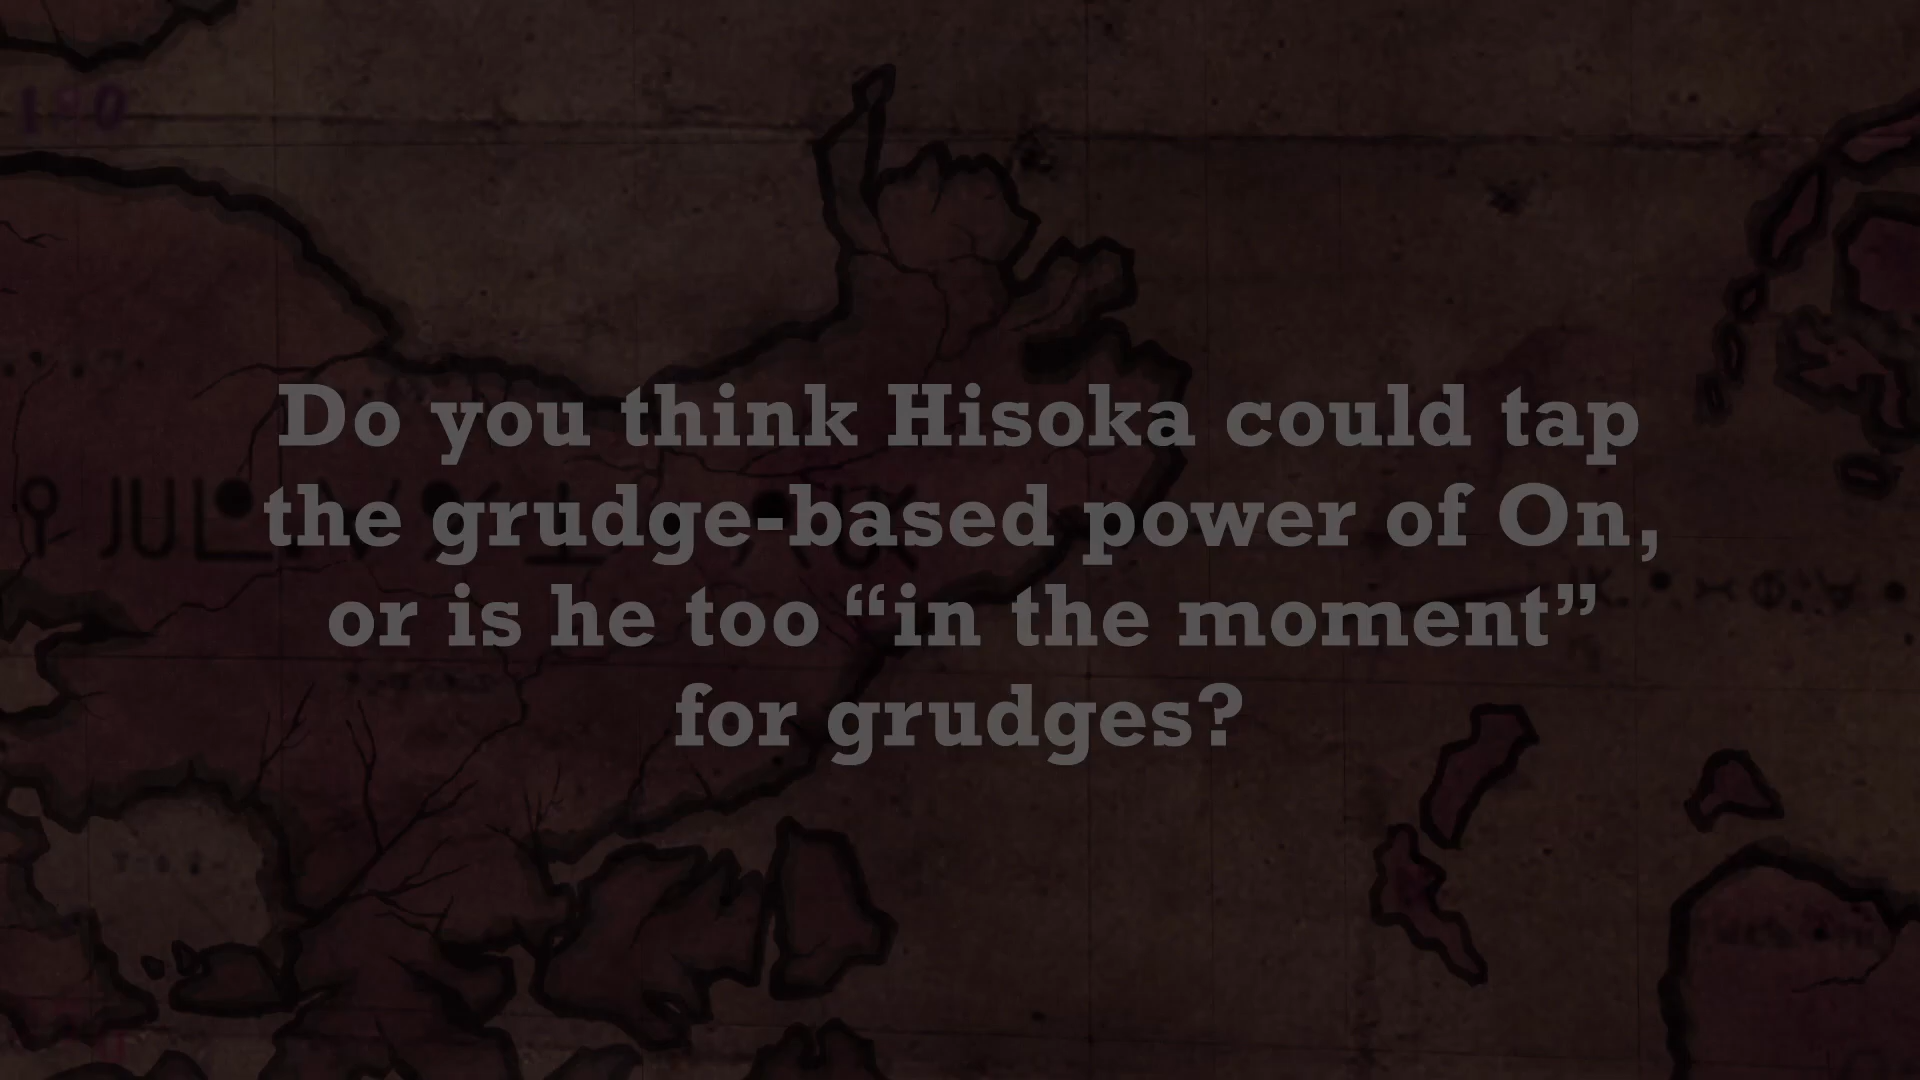 Do you think Hisoka could tap
the grudge-based power of On,
or is he too “in the moment”
for grudges?